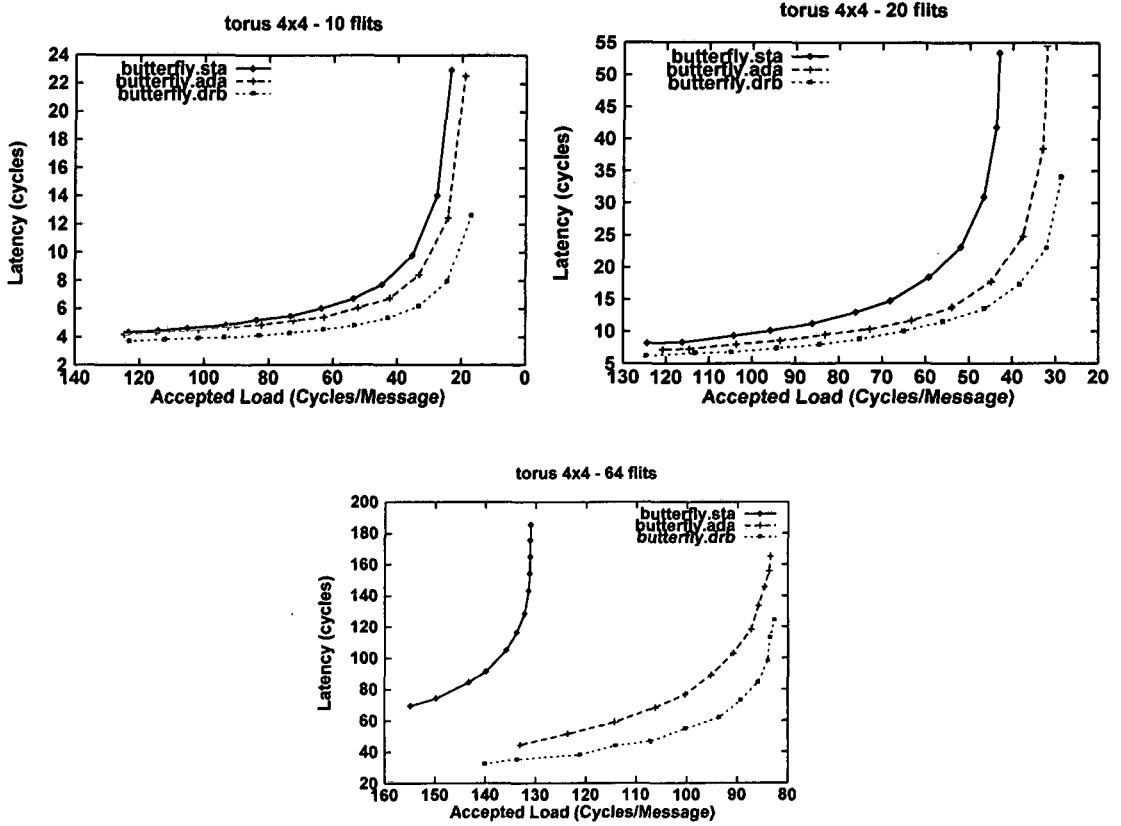 torus 4x4 - 10 flits
24
22
20
18
16
14
12
10
8
6
4
2
Latency (cycles)
butterfly.sta
butterfly.ada
butterfly.drb
140 120 100 80 60 40 20 0
Accepted Load (Cycles/Message)
torus 4x4 - 20 flits
55
50
45
40
35
30
25
20
15
10
5
Latency (cycles)
butterfly.sta
butterfly.ada
butterfly.drb
130 120 110 100 90 80 70 60 50 40 30 20
Accepted Load (Cycles/Message)
torus 4x4 - 64 flits
200
180
160
140
120
100
80
60
40
20
Latency (cycles)
butterfly.sta
butterfly.ada
butterfly.drb
160 150 140 130 120 110 100 90 80
Accepted Load (Cycles/Message)